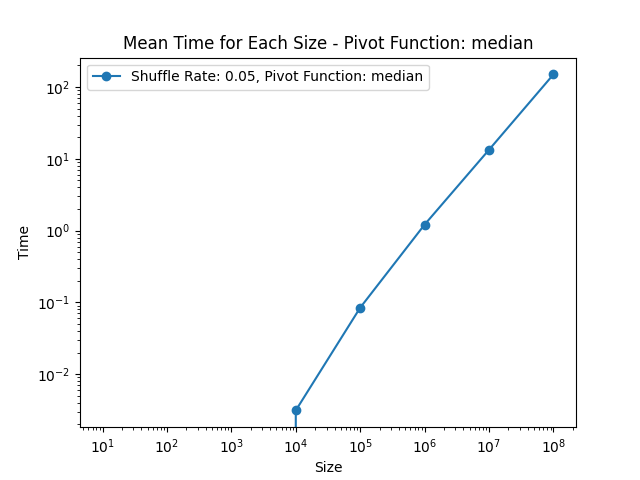 Mean Time for Each Size - Pivot Function: median
Shuffle Rate: 0.05, Pivot Function: median
10²
10¹
10⁰
10⁻¹
10⁻²
Time
10¹ 10² 10³ 10⁴ 10⁵ 10⁶ 10⁷ 10⁸
Size